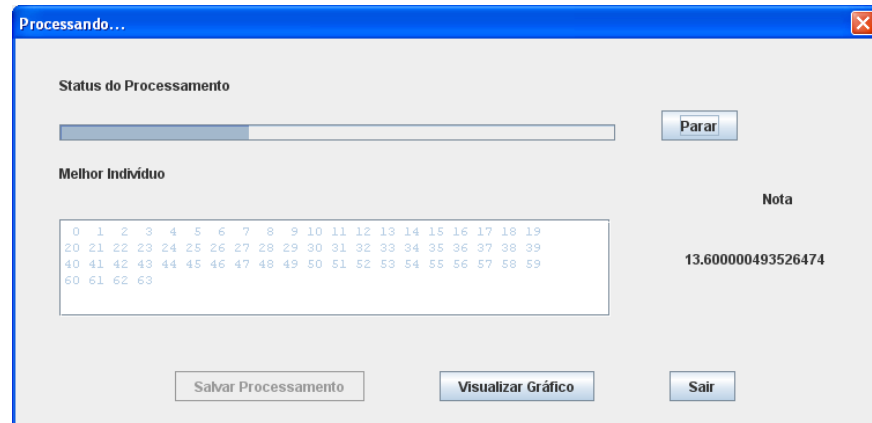 Processando...
Status do Processamento
Parar
Melhor Indivíduo
Nota
0 1 2 3 4 5 6 7 8 9 10 11 12 13 14 15 16 17 18 19
20 21 22 23 24 25 26 27 28 29 30 31 32 33 34 35 36 37 38 39
40 41 42 43 44 45 46 47 48 49 50 51 52 53 54 55 56 57 58 59
60 61 62 63
13.600000493526474
Salvar Processamento Visualizar Gráfico Sair